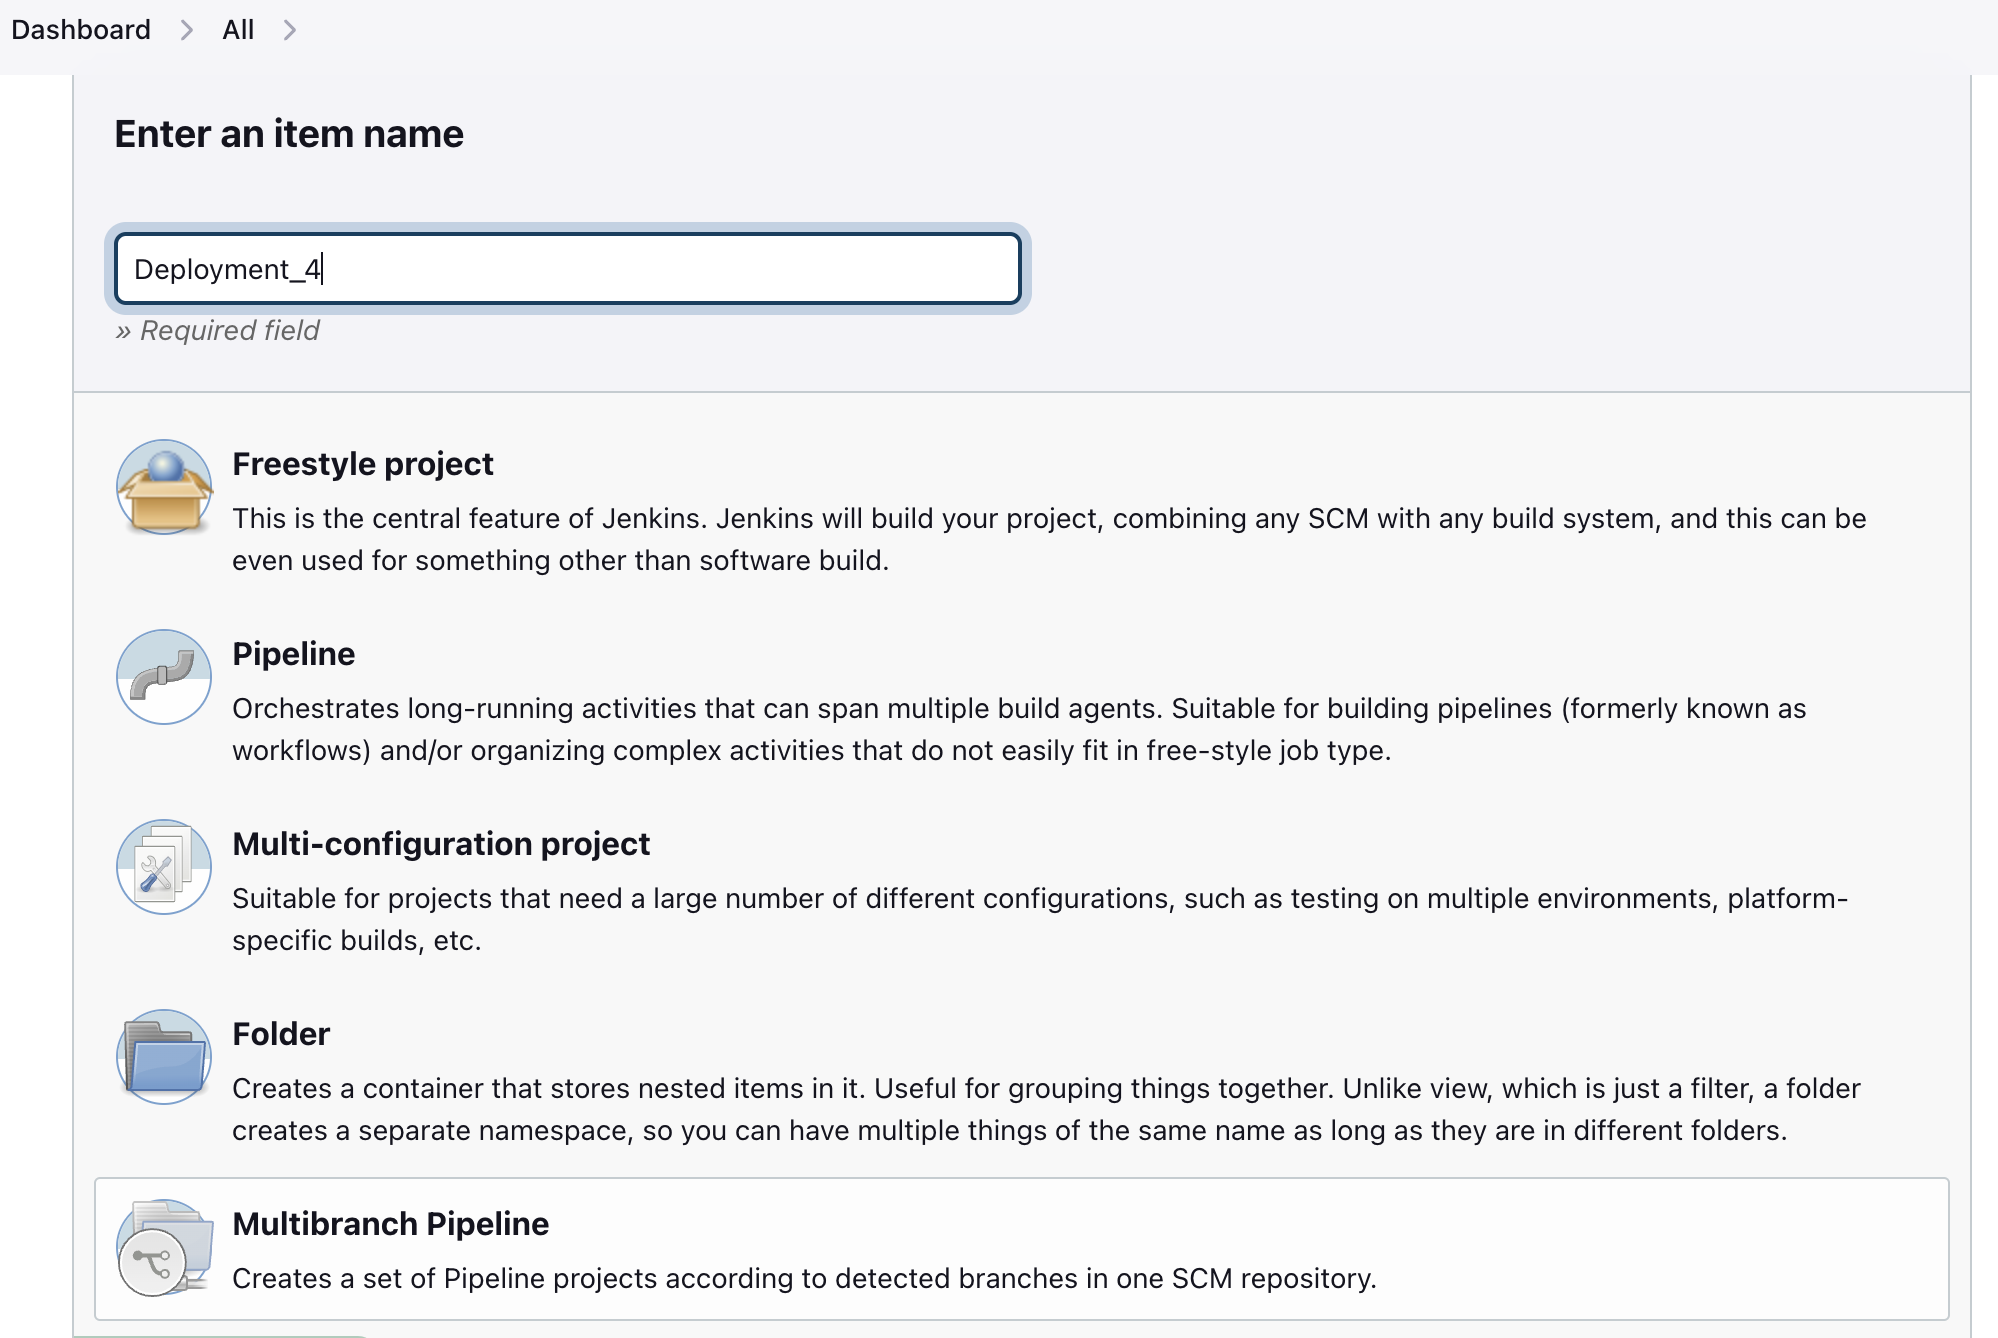 Dashboard > All >
Enter an item name
Deployment_4
» Required field
Freestyle project
This is the central feature of Jenkins. Jenkins will build your project, combining any SCM with any build system, and this can be
even used for something other than software build.
Pipeline
Orchestrates long-running activities that can span multiple build agents. Suitable for building pipelines (formerly known as
workflows) and/or organizing complex activities that do not easily fit in free-style job type.
Multi-configuration project
Suitable for projects that need a large number of different configurations, such as testing on multiple environments, platform-
specific builds, etc.
Folder
Creates a container that stores nested items in it. Useful for grouping things together. Unlike view, which is just a filter, a folder
creates a separate namespace, so you can have multiple things of the same name as long as they are in different folders.
Multibranch Pipeline
Creates a set of Pipeline projects according to detected branches in one SCM repository.